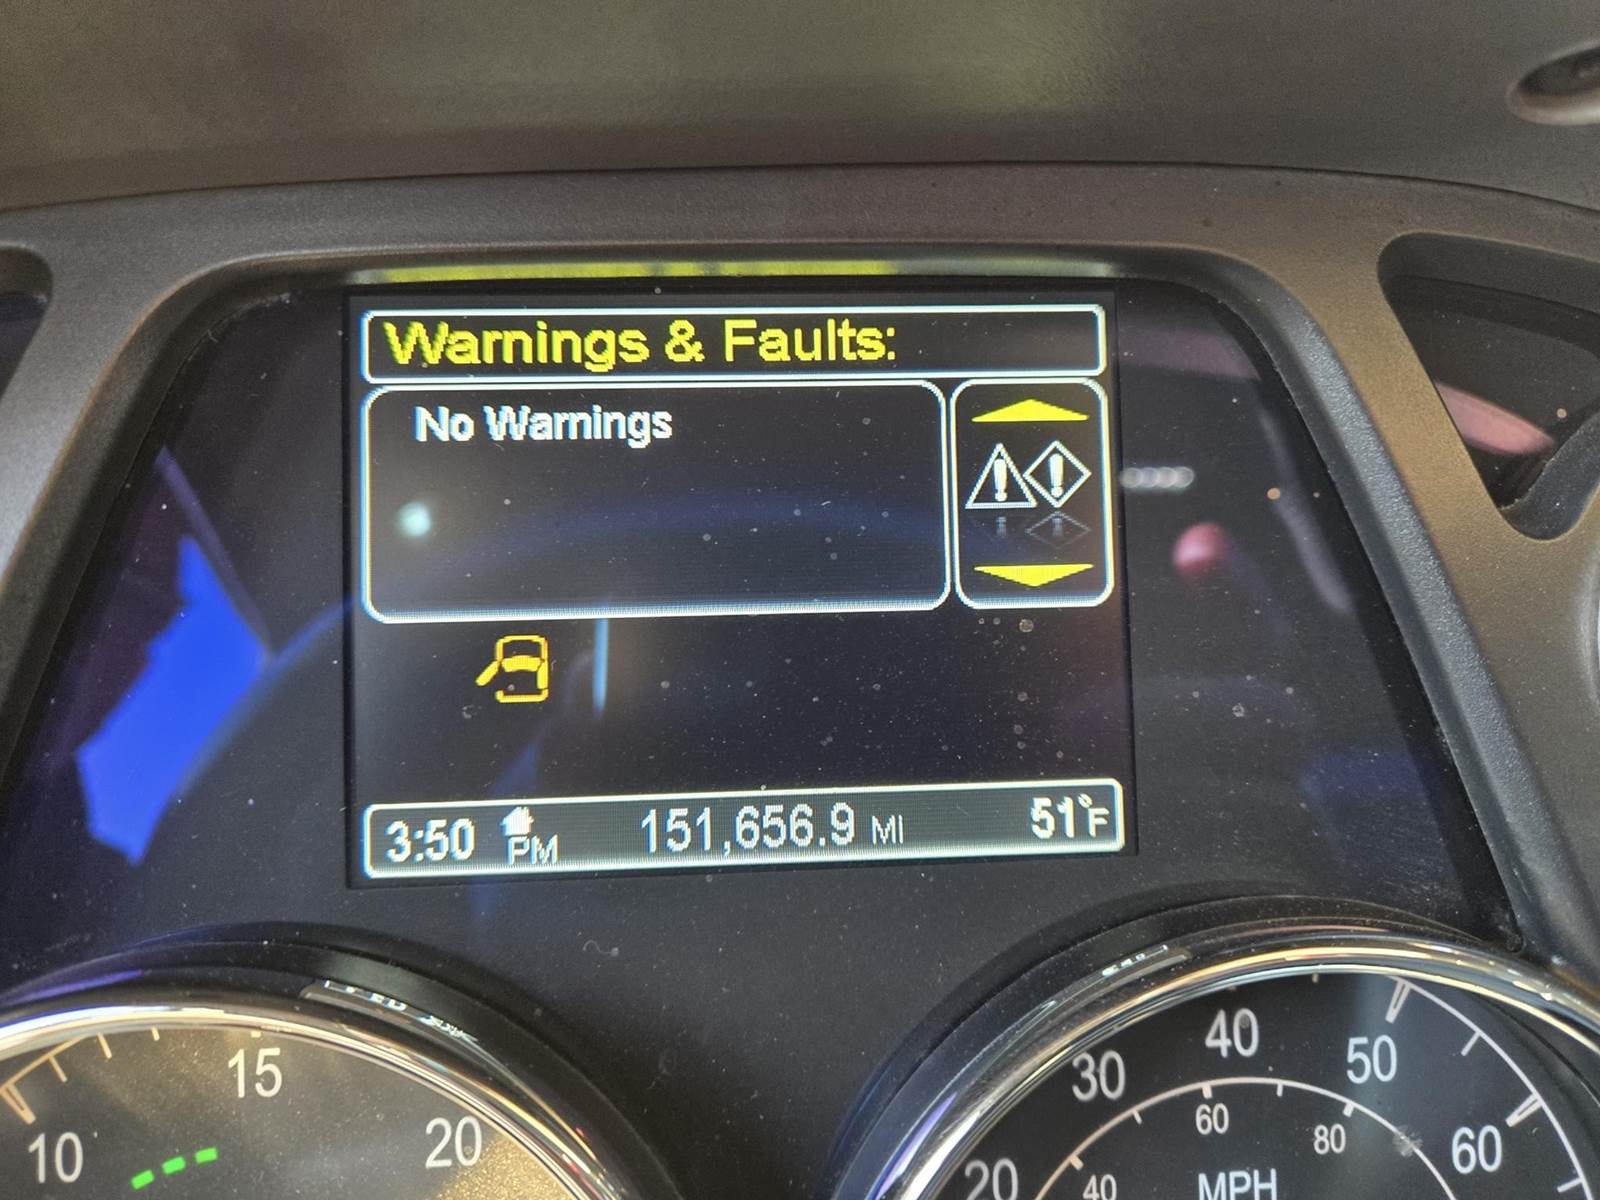 Warnings & Faults:
No Warnings
3:50 PM 151,656.9 MI 51°F
10 15 20
20 30 40 50 60
40 60 80
MPH